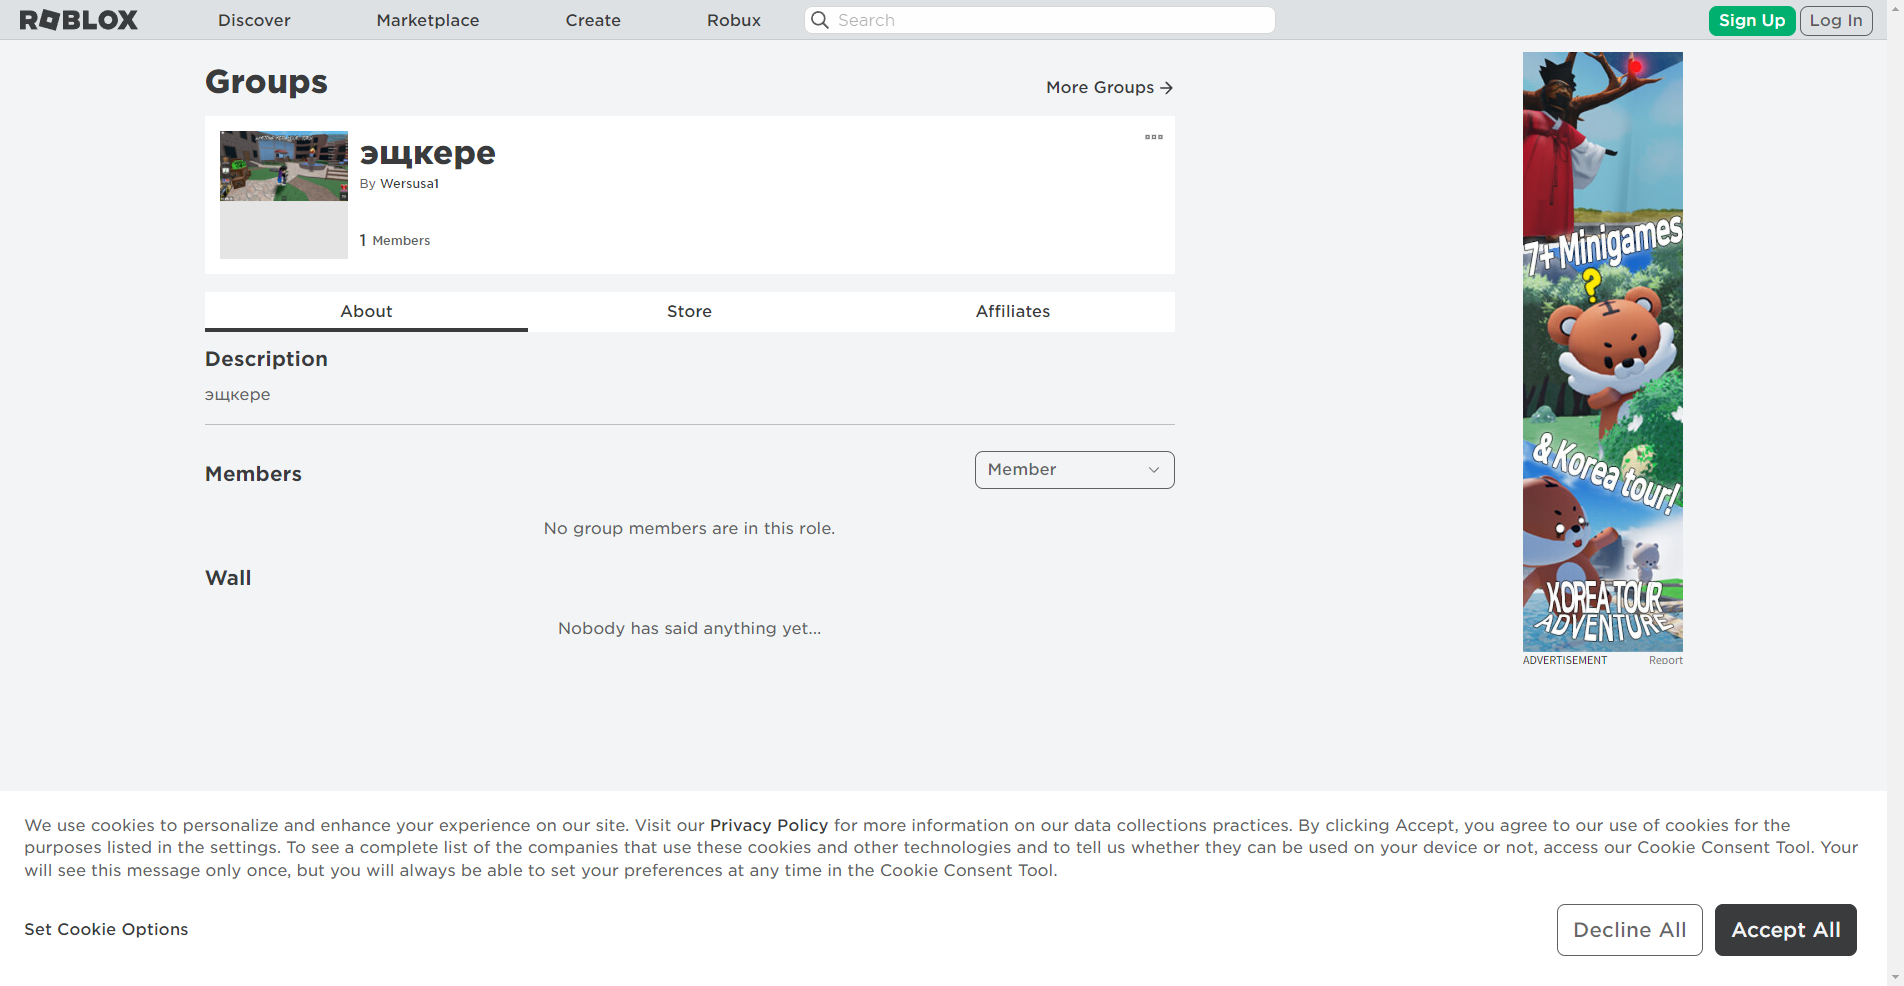 ROBLOX
Discover
Marketplace
Create
Robux
Search
Sign Up
Log In
Groups
More Groups
эщкере
By Wersusa1
1 Members
About
Store
Affiliates
Description
эщкере
Members
Member
No group members are in this role.
Wall
Nobody has said anything yet...
7+ Minigames
?
& Korea tour!
KOREA TOUR
ADVENTURE
ADVERTISEMENT
Report
We use cookies to personalize and enhance your experience on our site. Visit our Privacy Policy for more information on our data collections practices. By clicking Accept, you agree to our use of cookies for the
purposes listed in the settings. To see a complete list of the companies that use these cookies and other technologies and to tell us whether they can be used on your device or not, access our Cookie Consent Tool. Your
will see this message only once, but you will always be able to set your preferences at any time in the Cookie Consent Tool.
Set Cookie Options
Decline All
Accept All